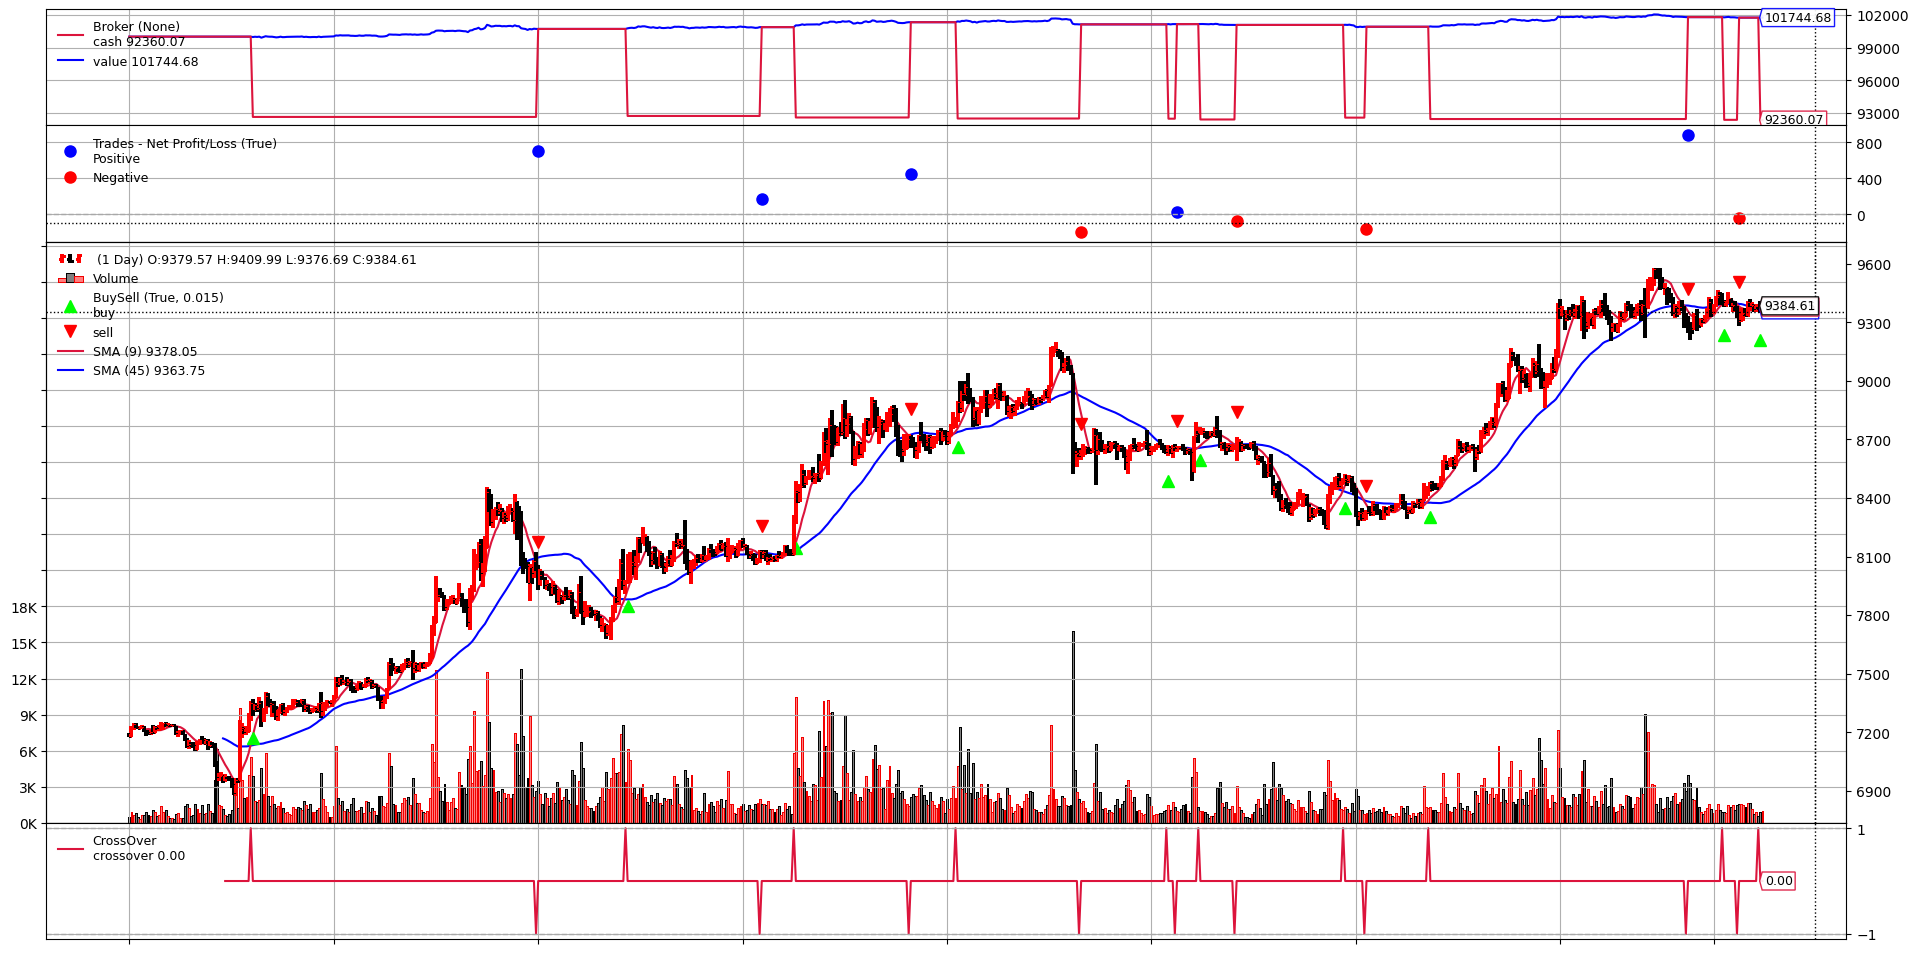 Broker (None)
cash 92360.07
value 101744.68
102000
101744.68
99000
96000
93000
92360.07
Trades - Net Profit/Loss (True)
Positive
Negative
800
400
0
(1 Day) O:9379.57 H:9409.99 L:9376.69 C:9384.61
Volume
BuySell (True, 0.015)
buy
sell
SMA (9) 9378.05
SMA (45) 9363.75
9600
9384.61
9300
9000
8700
8400
8100
7800
7500
7200
6900
18K
15K
12K
9K
6K
3K
0K
CrossOver
crossover 0.00
1
0.00
−1